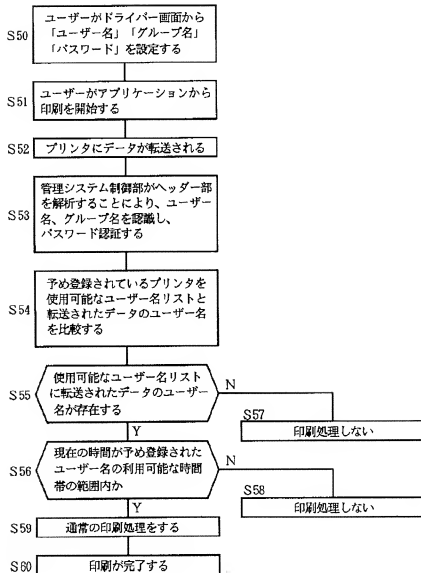 S50
ユーザーがドライバー画面から
「ユーザー名」「グループ名」
「パスワード」を設定する
S51
ユーザーがアプリケーションから
印刷を開始する
S52
プリンタにデータが転送される
S53
管理システム制御部がヘッダー部
を解析することにより、ユーザー
名、グループ名を認識し、
パスワード認証する
S54
予め登録されているプリンタを
使用可能なユーザー名リストと
転送されたデータのユーザー名
を比較する
S55
使用可能なユーザー名リスト
に転送されたデータのユーザー
名が存在する
N
S57
印刷処理しない
Y
S56
現在の時間が予め登録された
ユーザー名の利用可能な時間
帯の範囲内か
N
S58
印刷処理しない
Y
S59
通常の印刷処理をする
S60
印刷が完了する